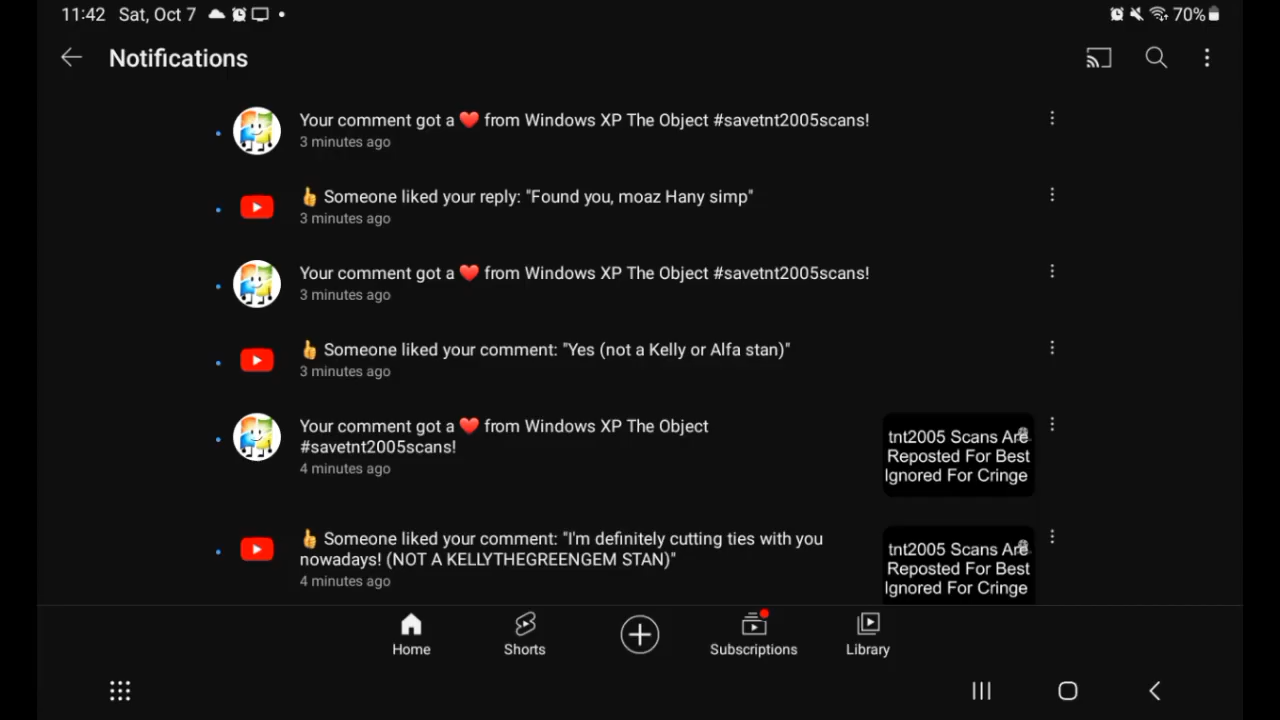 11:42 Sat, Oct 7
70%
Notifications
Your comment got a ❤️ from Windows XP The Object #savetnt2005scans!
3 minutes ago
👍 Someone liked your reply: "Found you, moaz Hany simp"
3 minutes ago
Your comment got a ❤️ from Windows XP The Object #savetnt2005scans!
3 minutes ago
👍 Someone liked your comment: "Yes (not a Kelly or Alfa stan)"
3 minutes ago
Your comment got a ❤️ from Windows XP The Object
#savetnt2005scans!
4 minutes ago
tnt2005 Scans Are
Reposted For Best
Ignored For Cringe
👍 Someone liked your comment: "I'm definitely cutting ties with you
nowadays! (NOT A KELLYTHEGREENGEM STAN)"
4 minutes ago
tnt2005 Scans Are
Reposted For Best
Ignored For Cringe
Home
Shorts
Subscriptions
Library